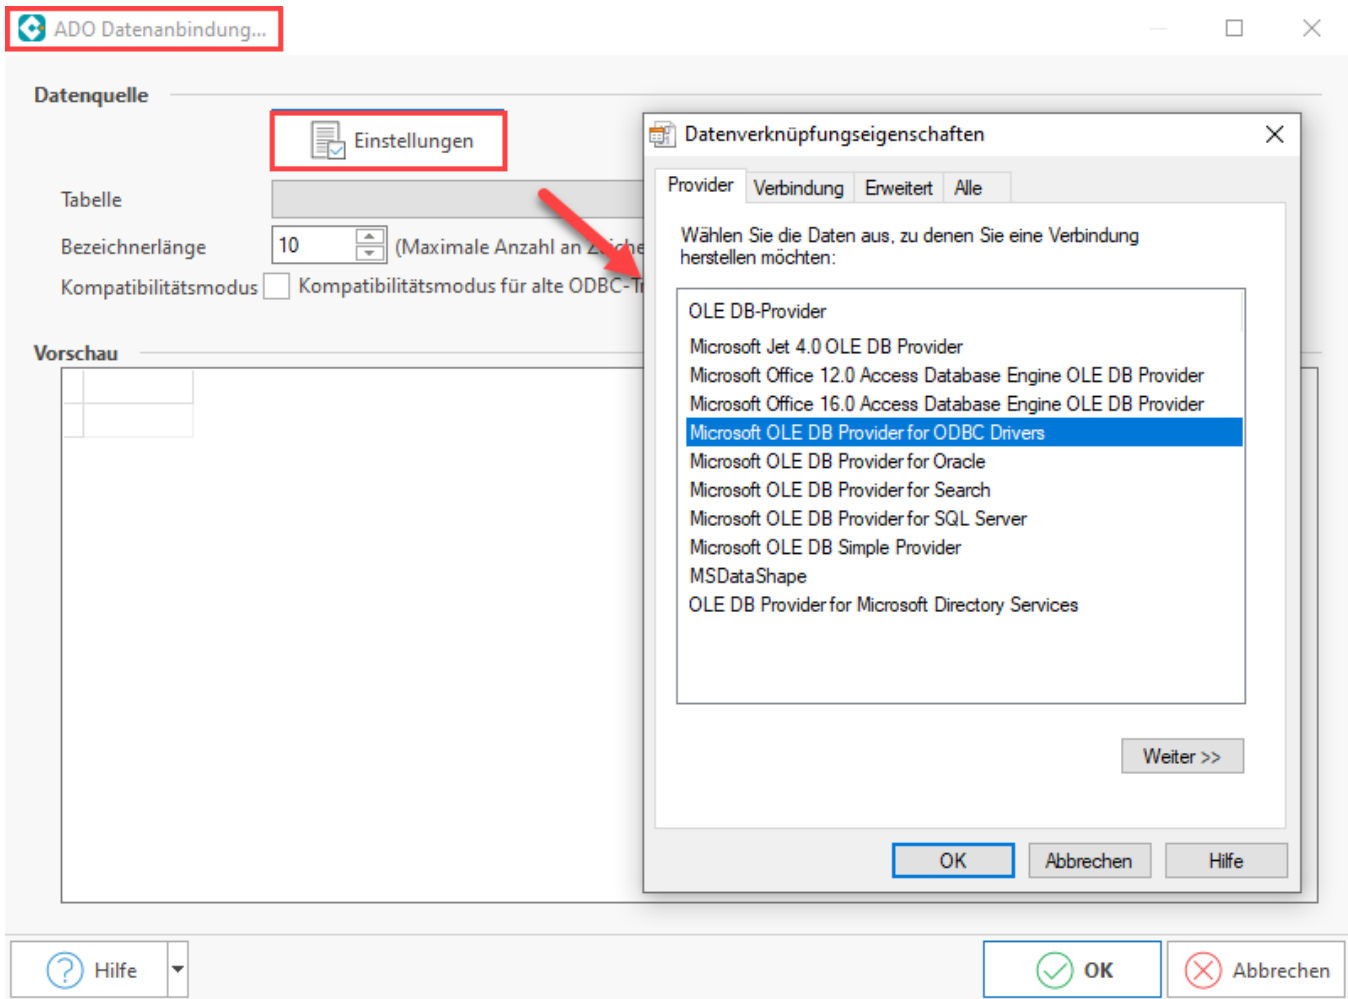 ADO Datenanbindung...
Datenquelle
Einstellungen
Tabelle
Bezeichnerlänge
10
(Maximale Anzahl an
Kompatibilitätsmodus
Kompatibilitätsmodus für alte
Vorschau
Datenverknüpfungseigenschaften
Provider
Verbindung
Erweitert
Alle
Wählen Sie die Daten aus, zu denen Sie eine Verbindung
herstellen möchten:
OLE DB-Provider
Microsoft Jet 4.0 OLE DB Provider
Microsoft Office 12.0 Access Database Engine OLE DB Provider
Microsoft Office 16.0 Access Database Engine OLE DB Provider
Microsoft OLE DB Provider for ODBC Drivers
Microsoft OLE DB Provider for Oracle
Microsoft OLE DB Provider for Search
Microsoft OLE DB Provider for SQL Server
Microsoft OLE DB Simple Provider
MSDataShape
OLE DB Provider for Microsoft Directory Services
Weiter >>
OK
Abbrechen
Hilfe
Hilfe
OK
Abbrechen